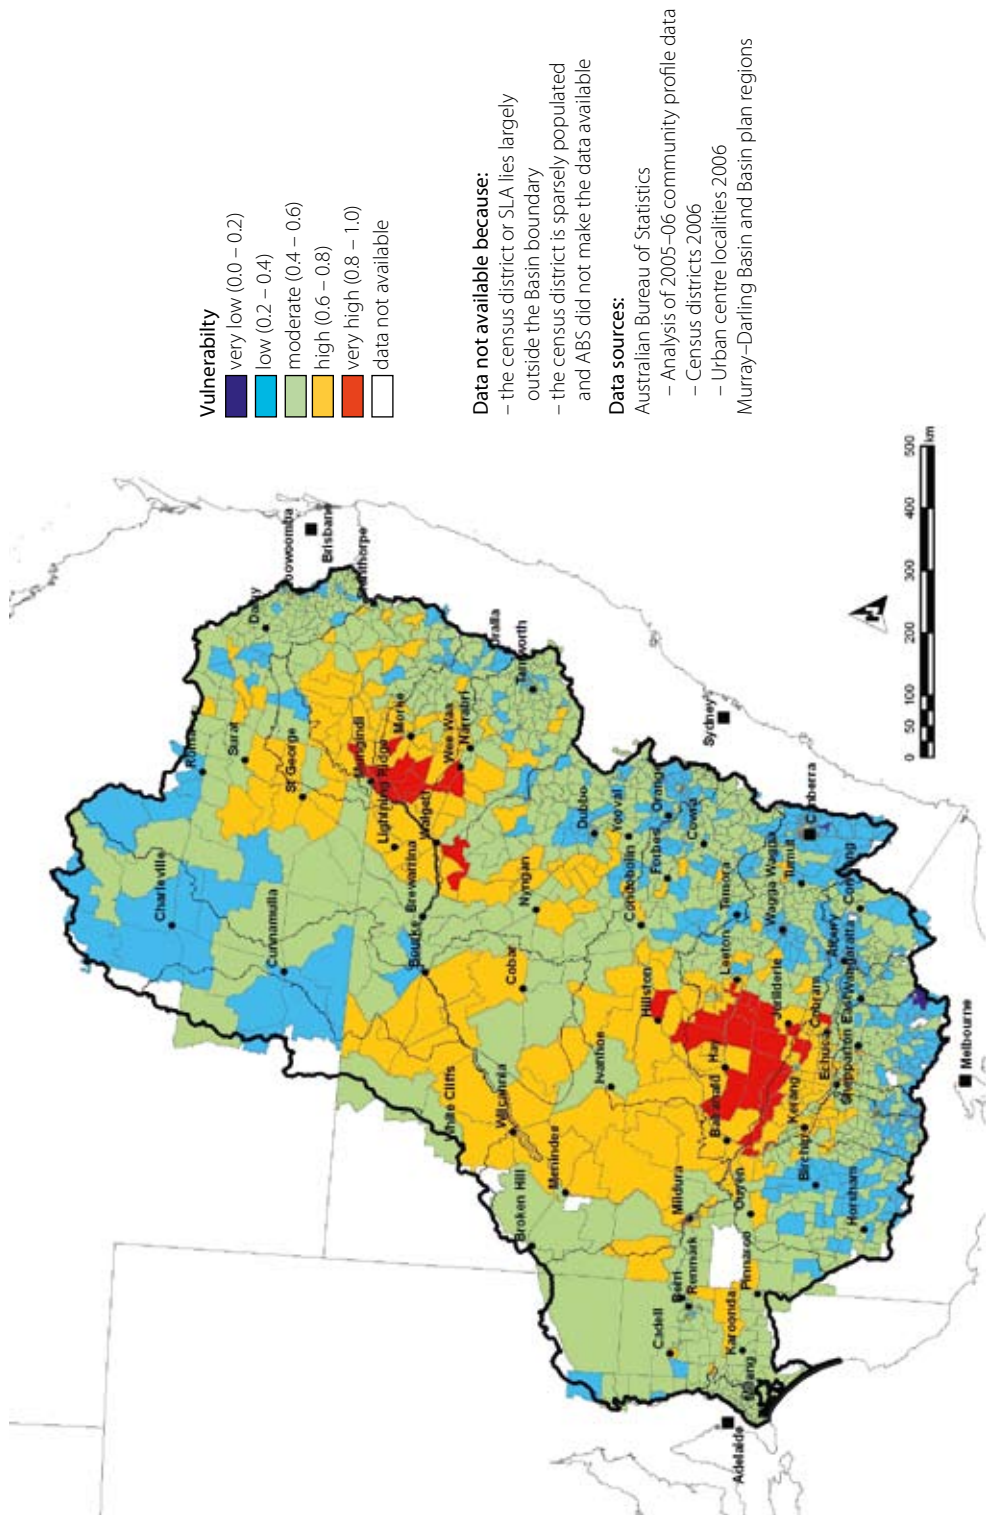 Vulnerabilty
very low (0.0 – 0.2)
low (0.2 – 0.4)
moderate (0.4 – 0.6)
high (0.6 – 0.8)
very high (0.8 – 1.0)
data not available
Data not available because:
– the census district or SLA lies largely
outside the Basin boundary
– the census district is sparsely populated
and ABS did not make the data available
Data sources:
Australian Bureau of Statistics
– Analysis of 2005–06 community profile data
– Census districts 2006
– Urban centre localities 2006
Murray–Darling Basin and Basin plan regions
Charleville
Roma
Surat
St George
Cunnamulla
Brisbane
Mungindi
Lightning Ridge
Moree
Walgett
Wee Waa
Narrabri
Brewarrina
Bourke
Tamworth
Nyngan
Cobar
White Cliffs
Wilcannia
Menindee
Broken Hill
Ivanhoe
Dubbo
Yeoval
Condobolin
Forbes
Cowra
Sydney
Hillston
Mildura
Renmark
Berri
Cadell
Hay
Balranald
Leeton
Temora
Wagga Wagga
Tumut
Canberra
Ouyen
Pinnaroo
Karoonda
Adelaide
Jerilderie
Cobram
Albury
Kerang
Echuca
Birchip
Shepparton East
Wangaratta
Horsham
Melbourne
N
0 50 100 200 300 400 500
km